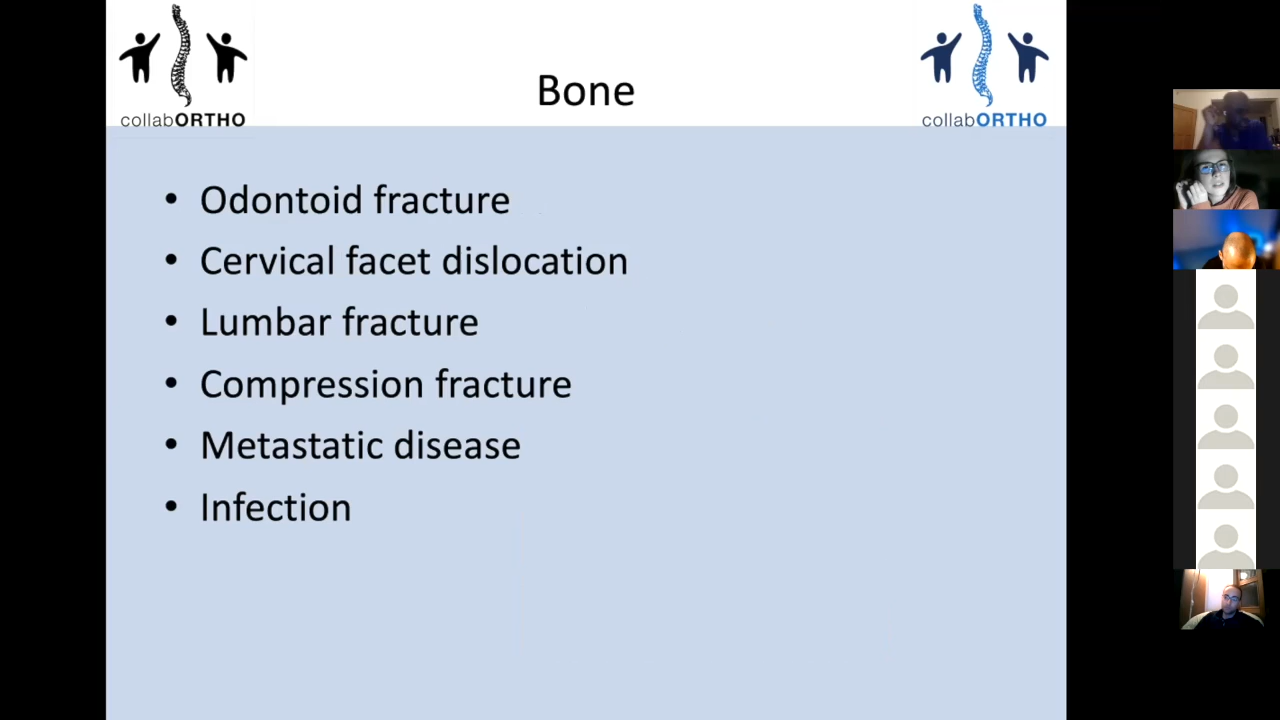 collabORTHO
Bone
collabORTHO
• Odontoid fracture
• Cervical facet dislocation
• Lumbar fracture
• Compression fracture
• Metastatic disease
• Infection